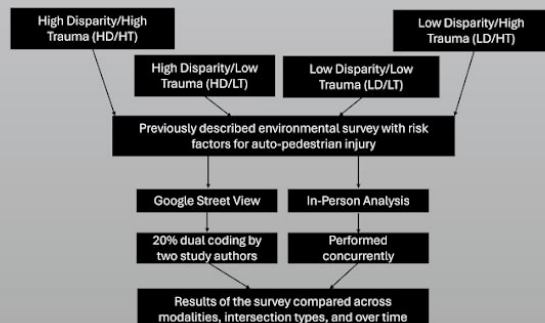 High Disparity/High
Trauma (HD/HT)
Low Disparity/High
Trauma (LD/HT)
High Disparity/Low
Trauma (HD/LT)
Low Disparity/Low
Trauma (LD/LT)
Previously described environmental survey with risk
factors for auto-pedestrian injury
Google Street View
In-Person Analysis
20% dual coding by
two study authors
Performed
concurrently
Results of the survey compared across
modalities, intersection types, and over time